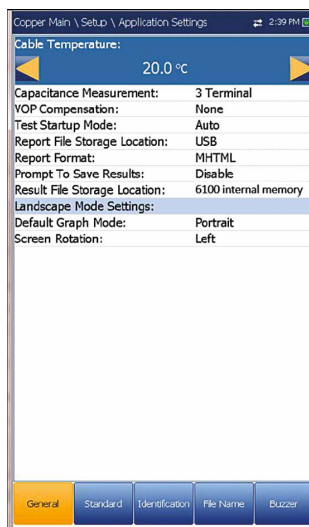 Copper Main \ Setup \ Application Settings 2:39 PM
Cable Temperature:
20.0 ºC
Capacitance Measurement: 3 Terminal
VOP Compensation: None
Test Startup Mode: Auto
Report File Storage Location: USB
Report Format: MHTML
Prompt To Save Results: Disable
Result File Storage Location: 6100 internal memory
Landscape Mode Settings:
Default Graph Mode: Portrait
Screen Rotation: Left
General Standard Identification File Name Buzzer